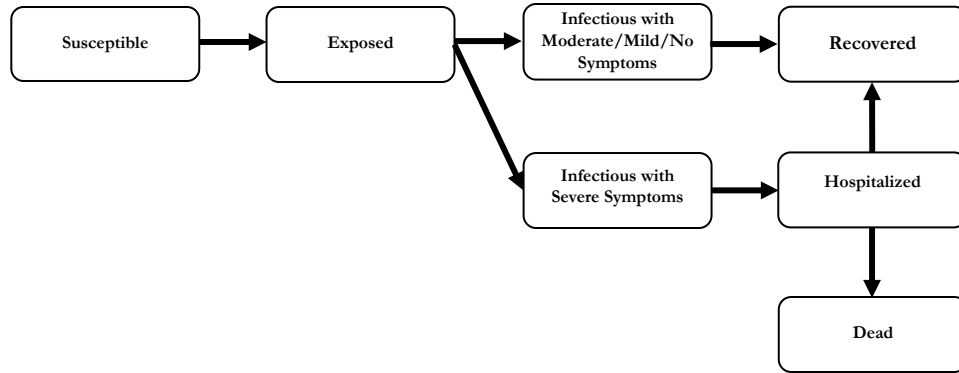 Susceptible
Exposed
Infectious with
Moderate/Mild/No
Symptoms
Recovered
Infectious with
Severe Symptoms
Hospitalized
Dead